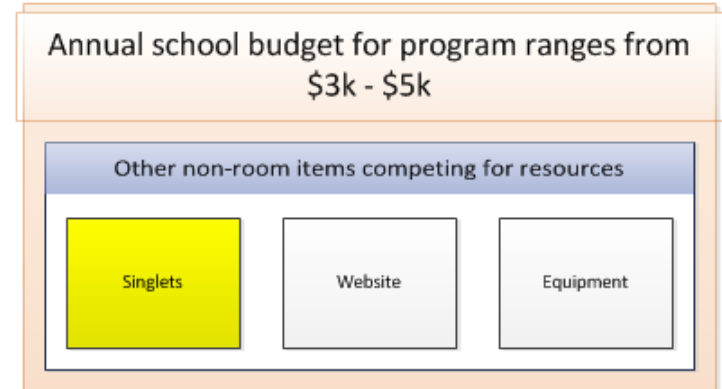 Annual school budget for program ranges from
$3k - $5k
Other non-room items competing for resources
Singlets
Website
Equipment